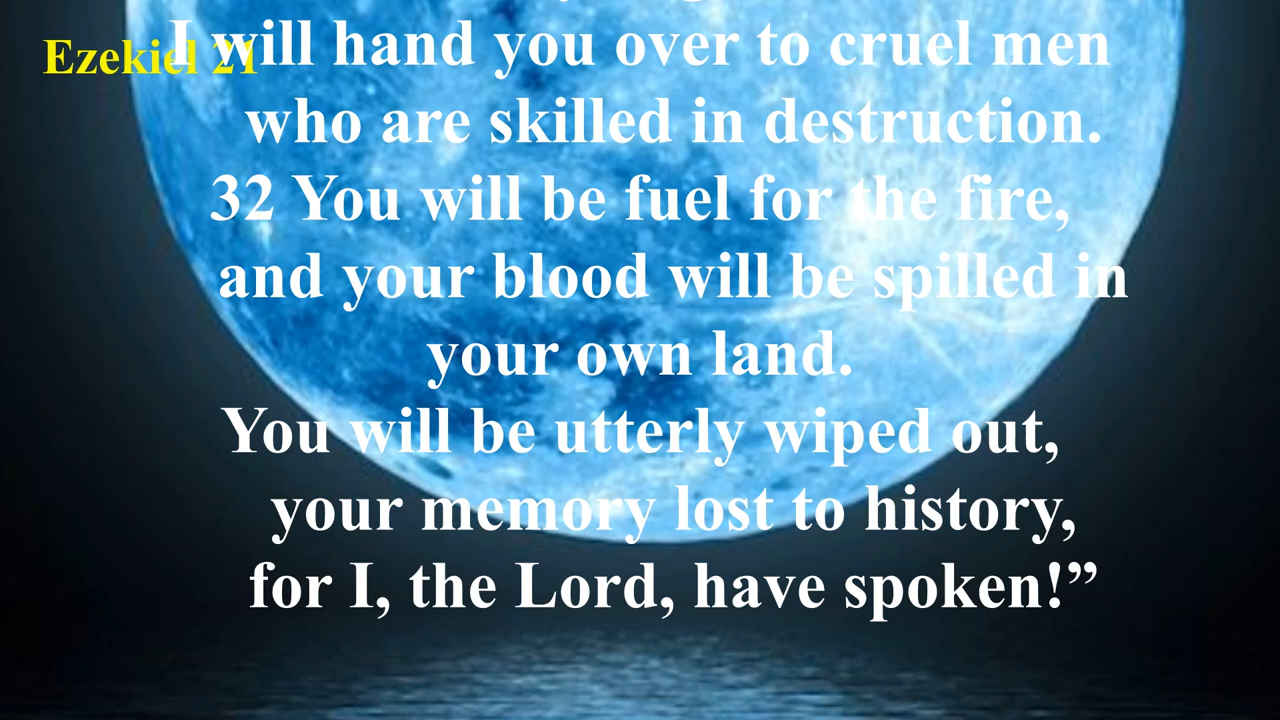 Ezekiel 21
I will hand you over to cruel men
who are skilled in destruction.
32 You will be fuel for the fire,
and your blood will be spilled in
your own land.
You will be utterly wiped out,
your memory lost to history,
for I, the Lord, have spoken!”